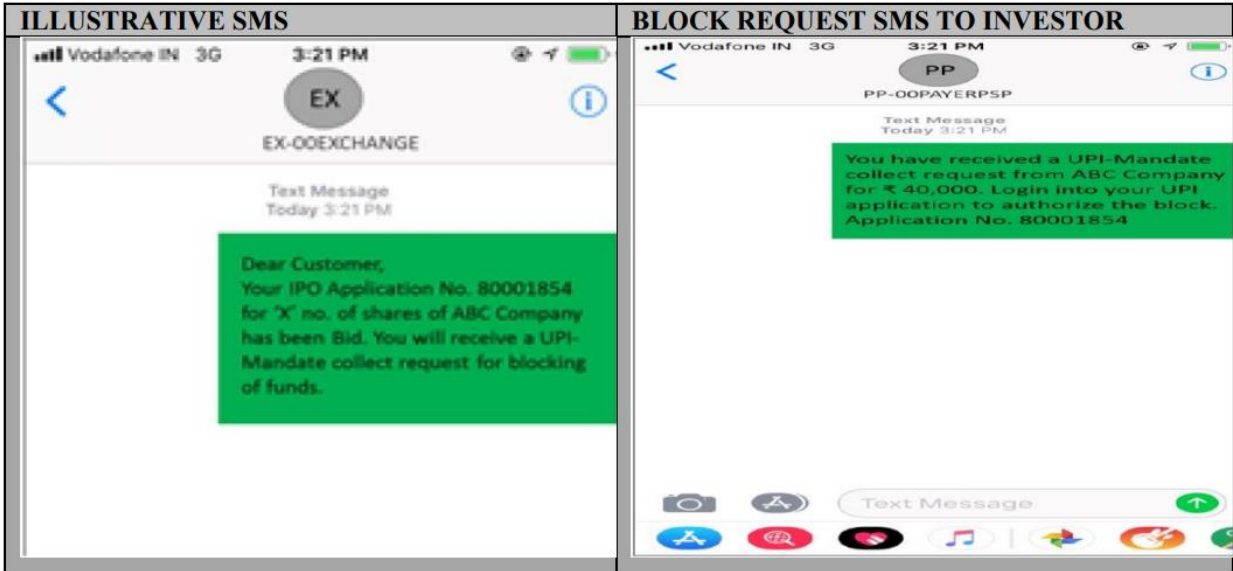 ILLUSTRATIVE SMS
Vodafone IN 3G 3:21 PM
EX
EX-00EXCHANGE
Text Message
Today 3:21 PM
Dear Customer,
Your IPO Application No. 80001854
for 'X' no. of shares of ABC Company
has been Bid. You will receive a UPI-
Mandate collect request for blocking
of funds.
BLOCK REQUEST SMS TO INVESTOR
Vodafone IN 3G 3:21 PM
PP
PP-00PAYERPSP
Text Message
Today 3:21 PM
You have received a UPI-Mandate
collect request from ABC Company
for ₹ 40,000. Login into your UPI
application to authorize the block.
Application No. 80001854
Text Message